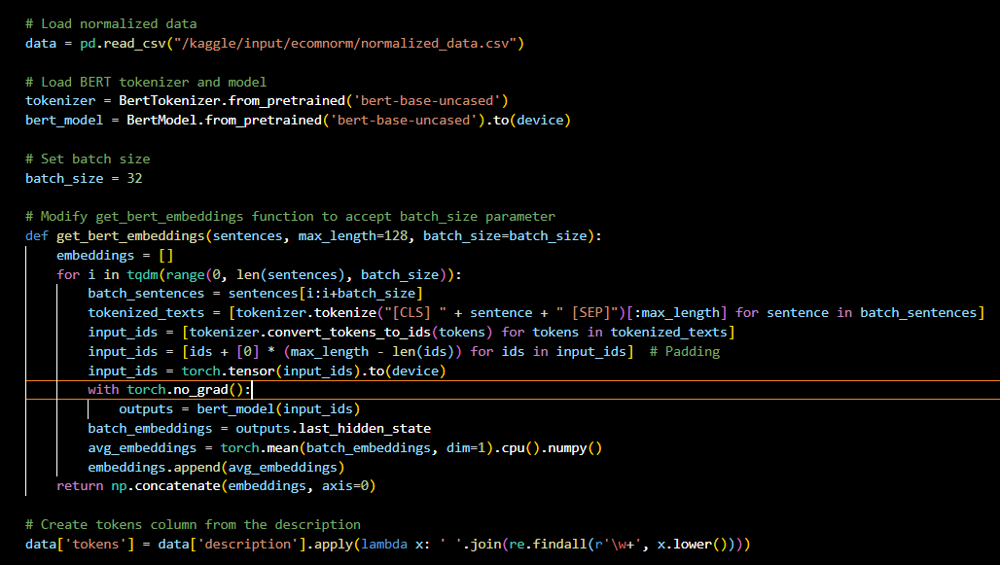 # Load normalized data
data = pd.read_csv("/kaggle/input/ecomnorm/normalized_data.csv")
# Load BERT tokenizer and model
tokenizer = BertTokenizer.from_pretrained('bert-base-uncased')
bert_model = BertModel.from_pretrained('bert-base-uncased').to(device)
# Set batch size
batch_size = 32
# Modify get_bert_embeddings function to accept batch_size parameter
def get_bert_embeddings(sentences, max_length=128, batch_size=batch_size):
    embeddings = []
    for i in tqdm(range(0, len(sentences), batch_size)):
        batch_sentences = sentences[i:i+batch_size]
        tokenized_texts = [tokenizer.tokenize("[CLS] " + sentence + " [SEP]")[:max_length] for sentence in batch_sentences]
        input_ids = [tokenizer.convert_tokens_to_ids(tokens) for tokens in tokenized_texts]
        input_ids = [ids + [0] * (max_length - len(ids)) for ids in input_ids]  # Padding
        input_ids = torch.tensor(input_ids).to(device)
        with torch.no_grad():
            outputs = bert_model(input_ids)
        batch_embeddings = outputs.last_hidden_state
        avg_embeddings = torch.mean(batch_embeddings, dim=1).cpu().numpy()
        embeddings.append(avg_embeddings)
    return np.concatenate(embeddings, axis=0)
# Create tokens column from the description
data['tokens'] = data['description'].apply(lambda x: ' '.join(re.findall(r'\w+', x.lower())))